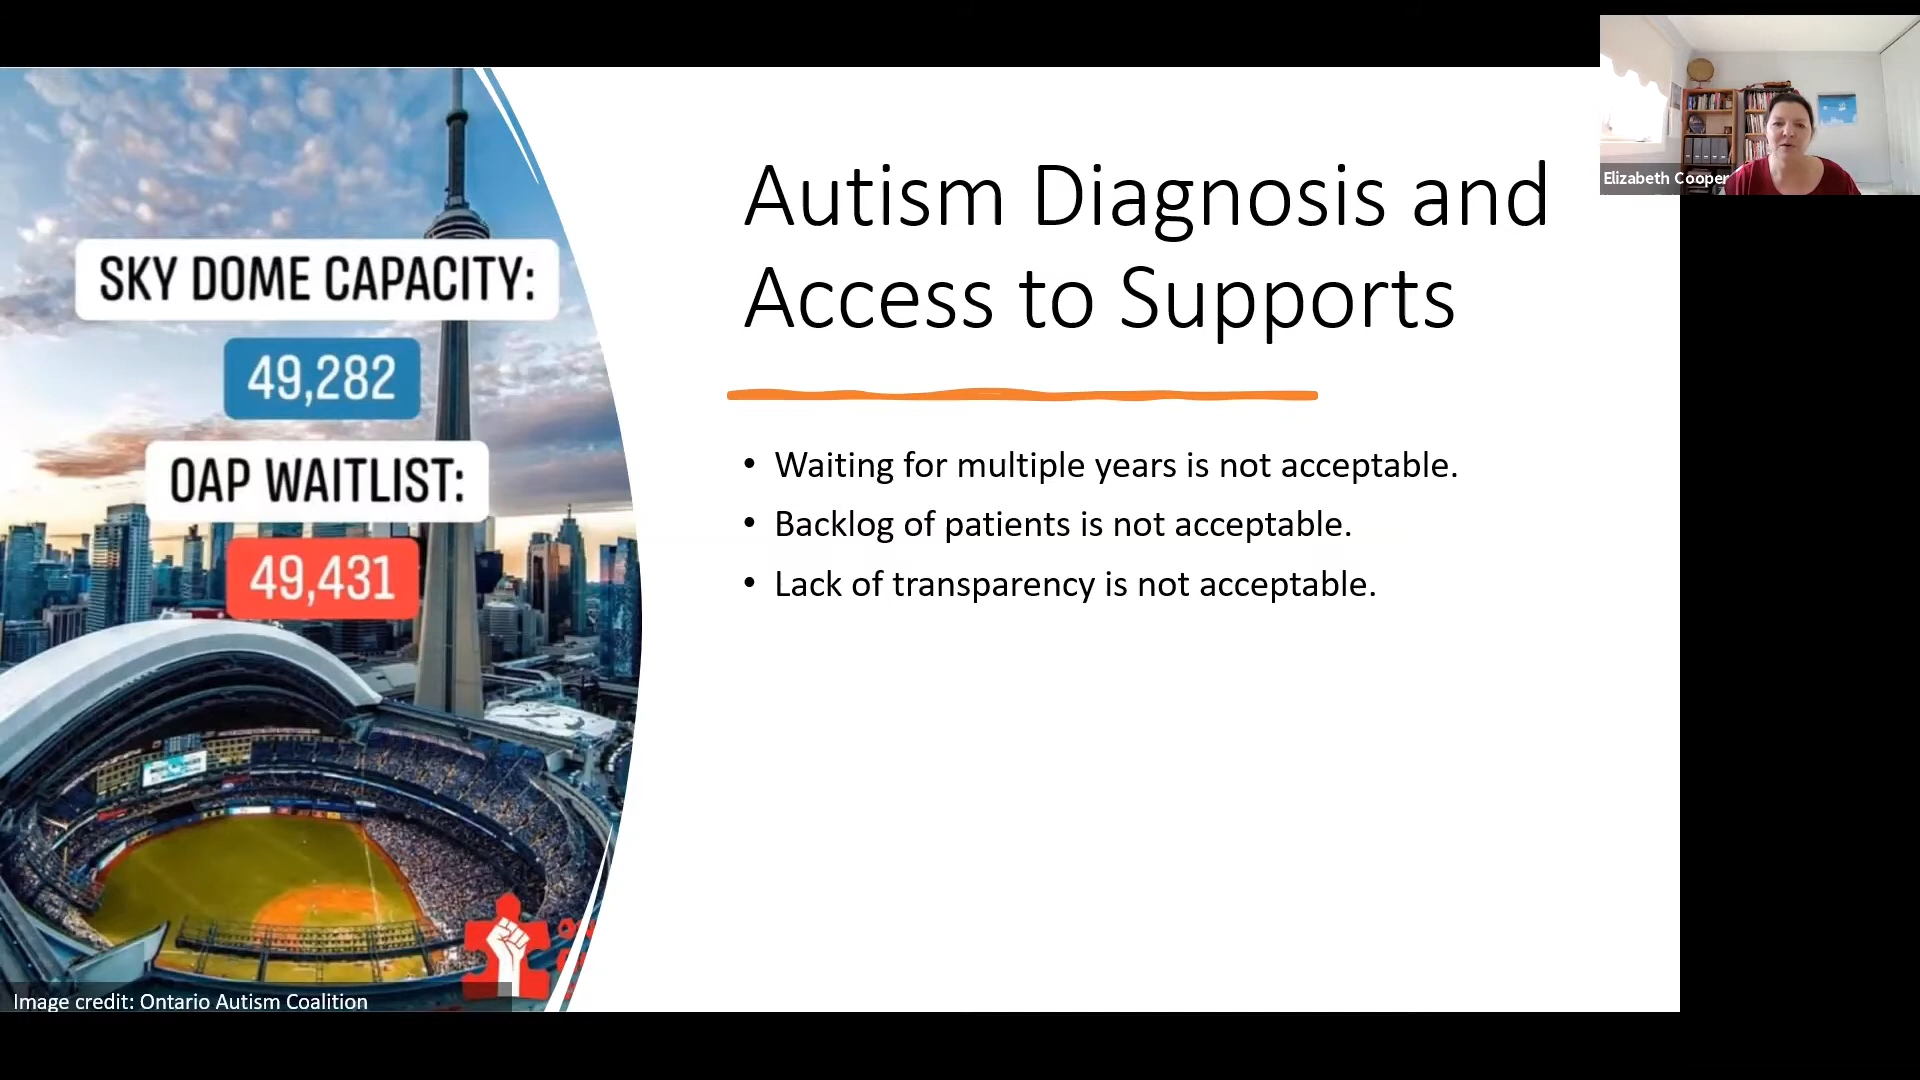 SKY DOME CAPACITY:
49,282
OAP WAITLIST:
49,431
Image credit: Ontario Autism Coalition
Autism Diagnosis and
Access to Supports
• Waiting for multiple years is not acceptable.
• Backlog of patients is not acceptable.
• Lack of transparency is not acceptable.
Elizabeth Cooper